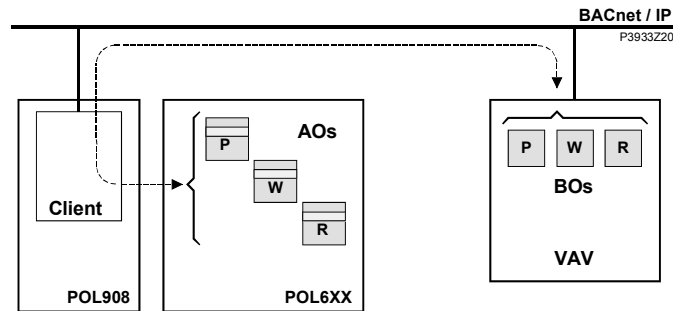 BACnet / IP
P3933Z20
P
AOs
W
R
Client
POL908
POL6XX
P W R
BOs
VAV